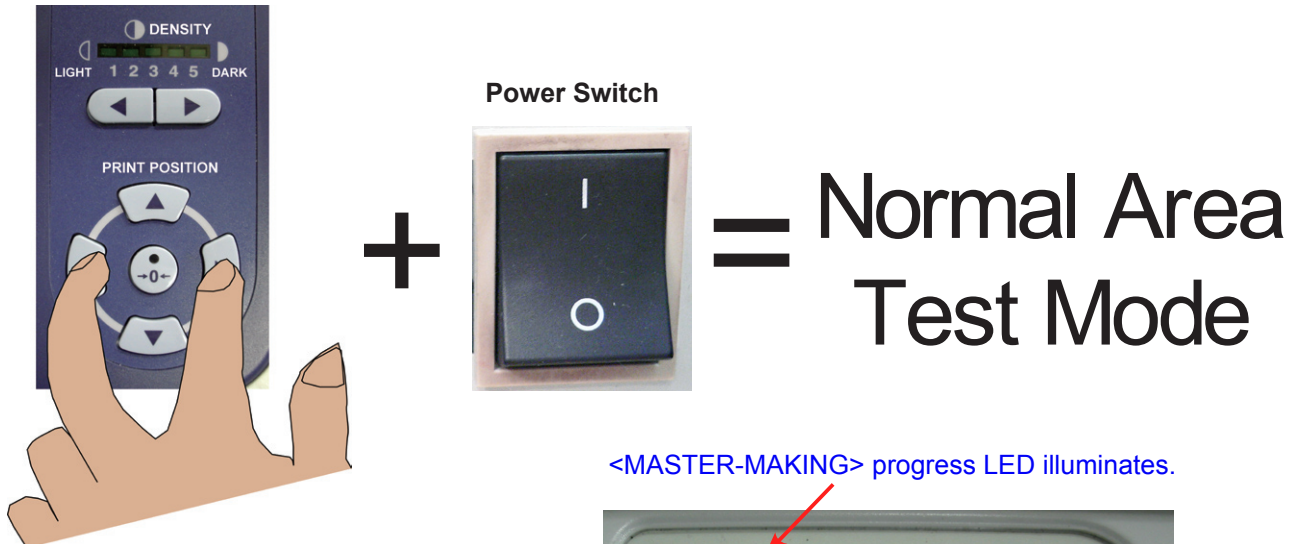 DENSITY
LIGHT 1 2 3 4 5 DARK
PRINT POSITION
→0←
+
Power Switch
I
O
=
Normal Area
Test Mode
<MASTER-MAKING> progress LED illuminates.